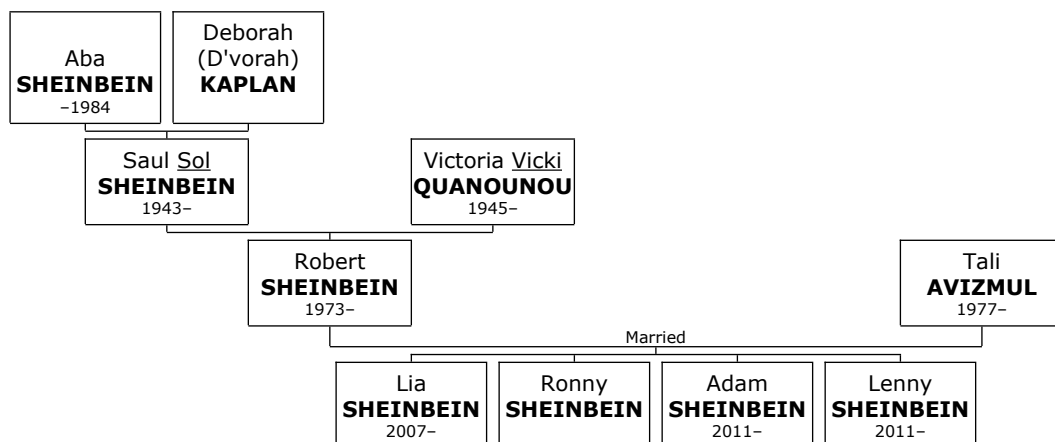 Aba
SHEINBEIN
–1984
Deborah
(D'vorah)
KAPLAN
Saul Sol
SHEINBEIN
1943–
Victoria Vicki
QUANOUNOU
1945–
Robert
SHEINBEIN
1973–
Tali
AVIZMUL
1977–
Married
Lia
SHEINBEIN
2007–
Ronny
SHEINBEIN
Adam
SHEINBEIN
2011–
Lenny
SHEINBEIN
2011–